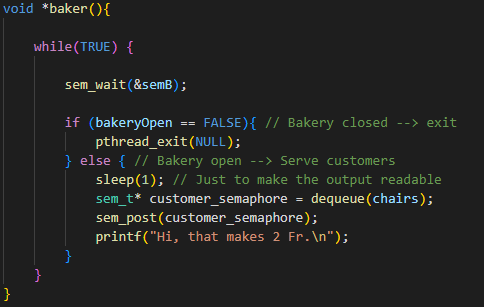 void *baker(){
while(TRUE) {
sem_wait(&semB);
if (bakeryOpen == FALSE){ // Bakery closed --> exit
pthread_exit(NULL);
} else { // Bakery open --> Serve customers
sleep(1); // Just to make the output readable
sem_t* customer_semaphore = dequeue(chairs);
sem_post(customer_semaphore);
printf("Hi, that makes 2 Fr.\n");
}
}
}